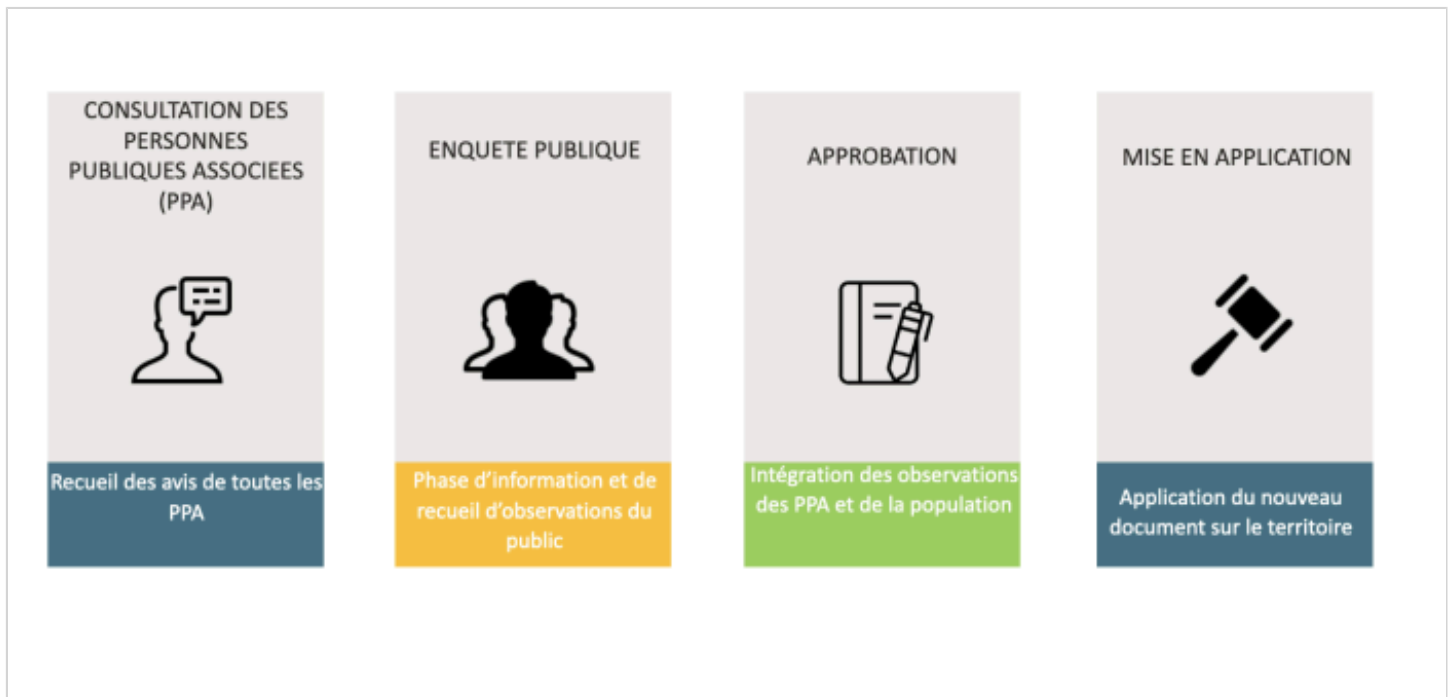 CONSULTATION DES
PERSONNES
PUBLIQUES ASSOCIEES
(PPA)
Recueil des avis de toutes les
PPA
ENQUETE PUBLIQUE
Phase d'information et de
recueil d'observations du
public
APPROBATION
Intégration des observations
des PPA et de la population
MISE EN APPLICATION
Application du nouveau
document sur le territoire